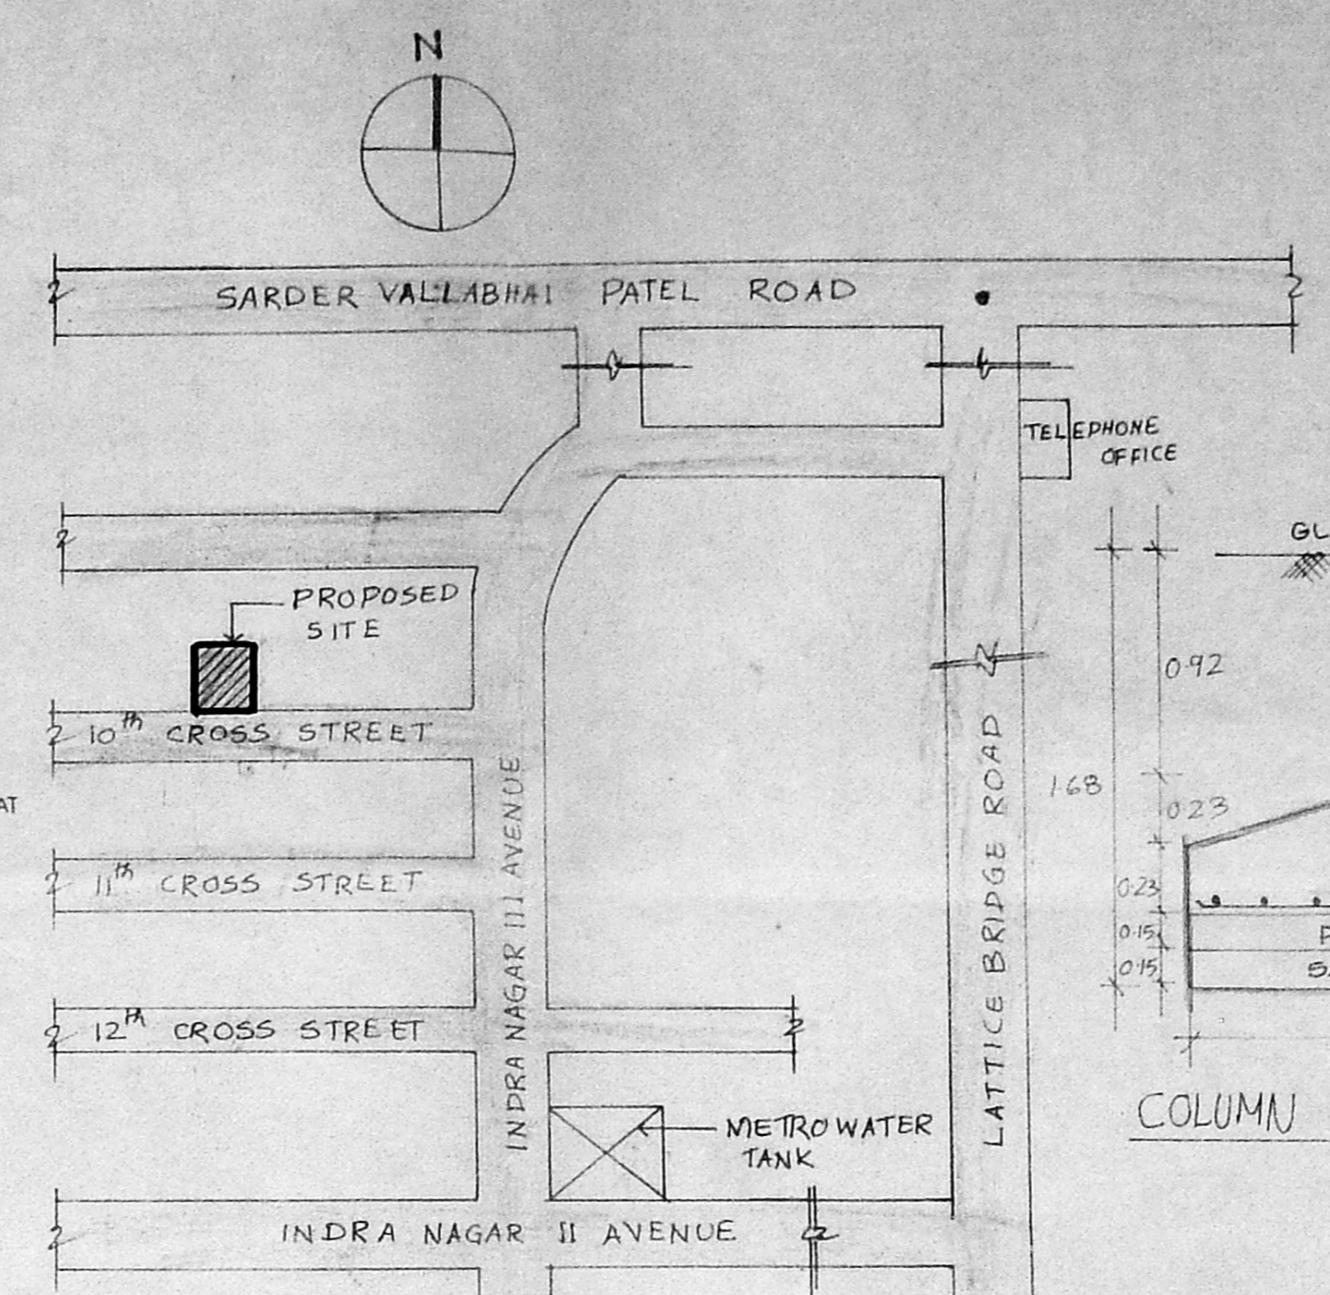 N
SARDER VALLABHAI PATEL ROAD
TELEPHONE
OFFICE
GL
PROPOSED
SITE
0.92
10th CROSS STREET
1.68
0.23
AT
11th CROSS STREET
0.23
0.15
0.15
INDRA NAGAR III AVENUE
LATTICE BRIDGE ROAD
12th CROSS STREET
COLUMN
METRO WATER
TANK
INDRA NAGAR II AVENUE